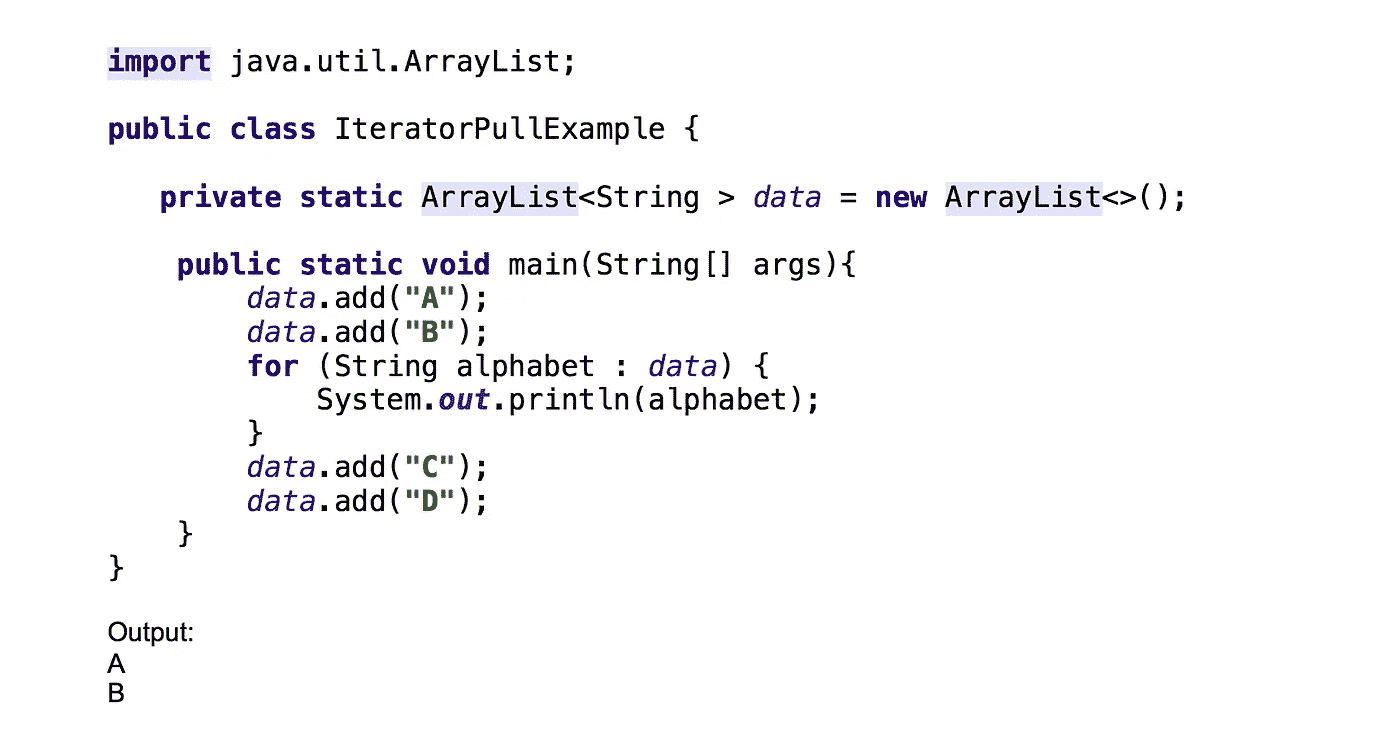 import java.util.ArrayList;
public class IteratorPullExample {
private static ArrayList<String > data = new ArrayList<>();
public static void main(String[] args){
data.add("A");
data.add("B");
for (String alphabet : data) {
System.out.println(alphabet);
}
data.add("C");
data.add("D");
}
}
Output:
A
B